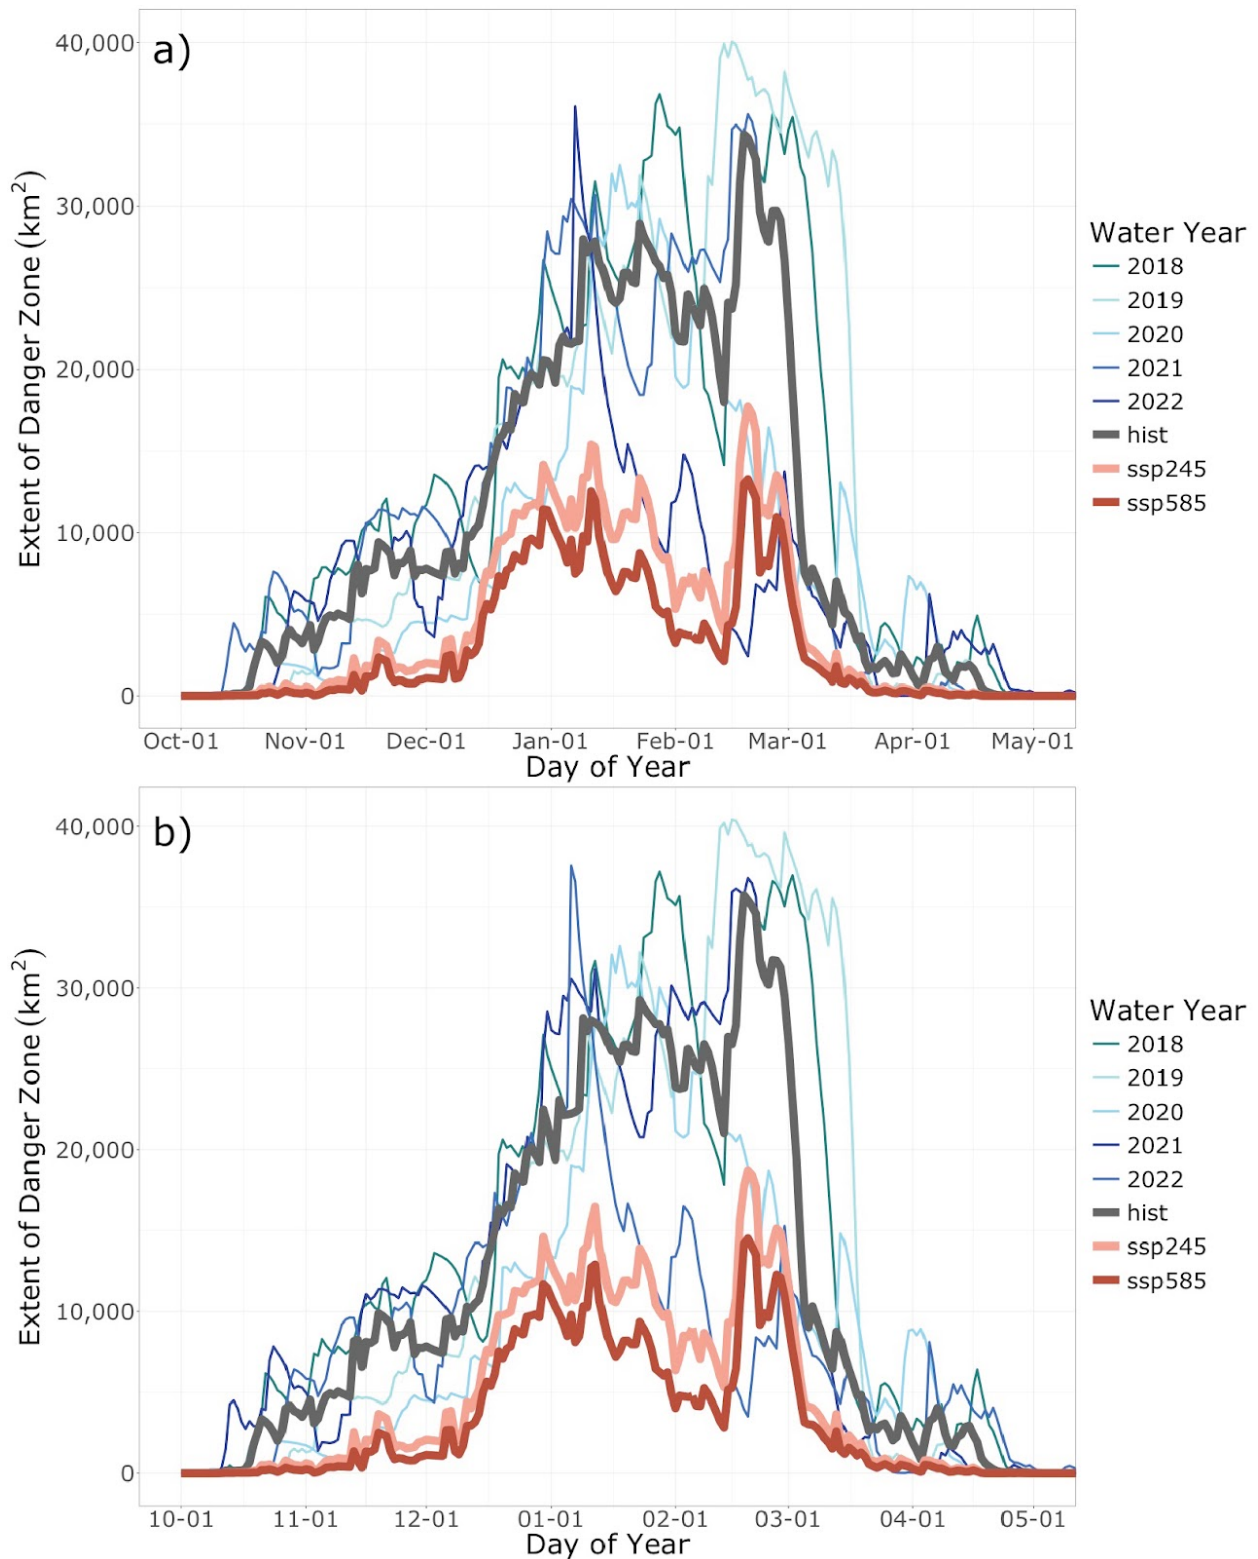 a)
Extent of Danger Zone (km²)
40,000
30,000
20,000
10,000
0
Oct-01 Nov-01 Dec-01 Jan-01 Feb-01 Mar-01 Apr-01 May-01
Day of Year
Water Year
2018
2019
2020
2021
2022
hist
ssp245
ssp585
b)
Extent of Danger Zone (km²)
40,000
30,000
20,000
10,000
0
10-01 11-01 12-01 01-01 02-01 03-01 04-01 05-01
Day of Year
Water Year
2018
2019
2020
2021
2022
hist
ssp245
ssp585